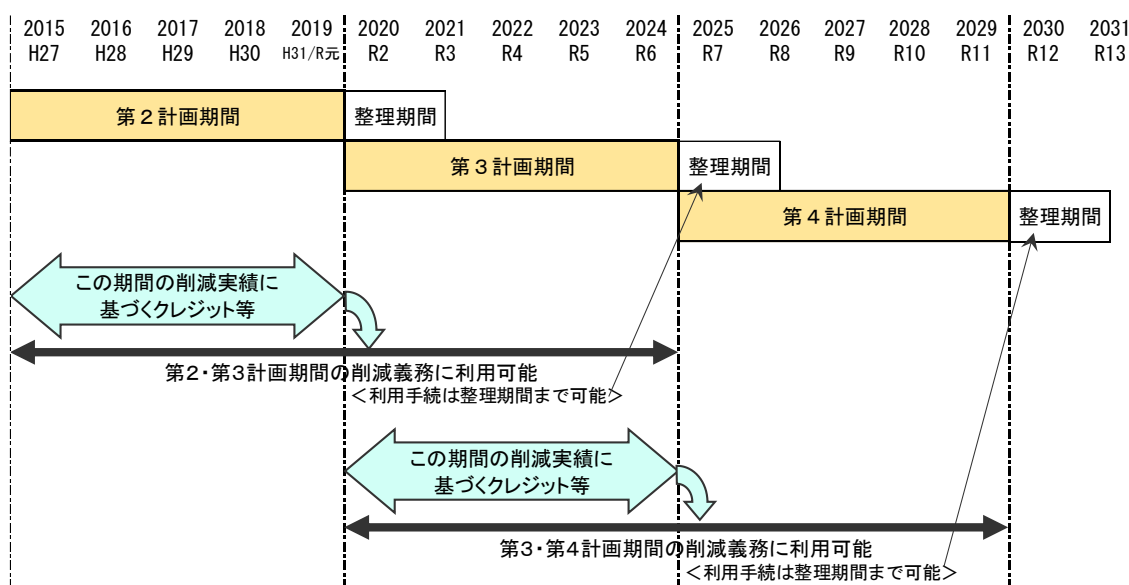 2015 2016 2017 2018 2019 2020 2021 2022 2023 2024 2025 2026 2027 2028 2029 2030 2031
H27 H28 H29 H30 H31/R元 R2 R3 R4 R5 R6 R7 R8 R9 R10 R11 R12 R13
第2計画期間 整理期間
第3計画期間 整理期間
第4計画期間 整理期間
この期間の削減実績に
基づくクレジット等
第2・第3計画期間の削減義務に利用可能
<利用手続は整理期間まで可能>
この期間の削減実績に
基づくクレジット等
第3・第4計画期間の削減義務に利用可能
<利用手続は整理期間まで可能>